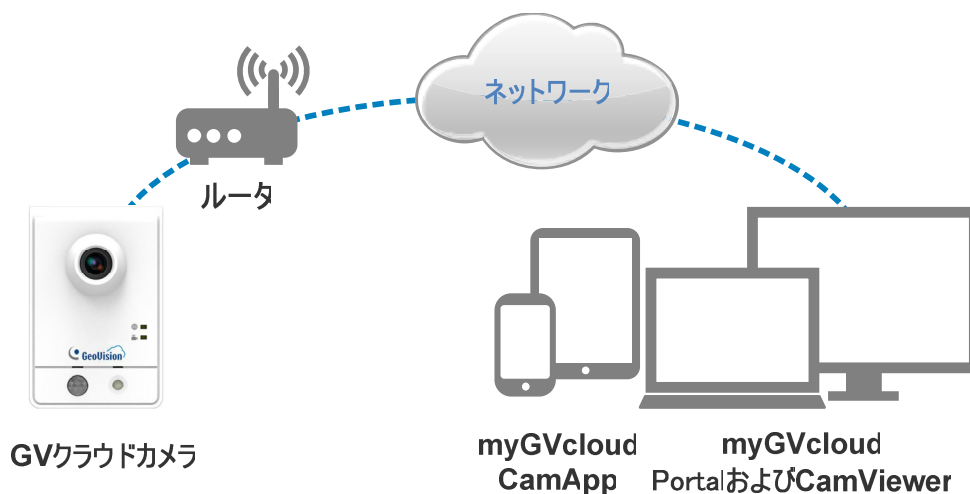 ネットワーク
ルータ
GeoVision
GVクラウドカメラ
myGVcloud
CamApp
myGVcloud
PortalおよびCamViewer